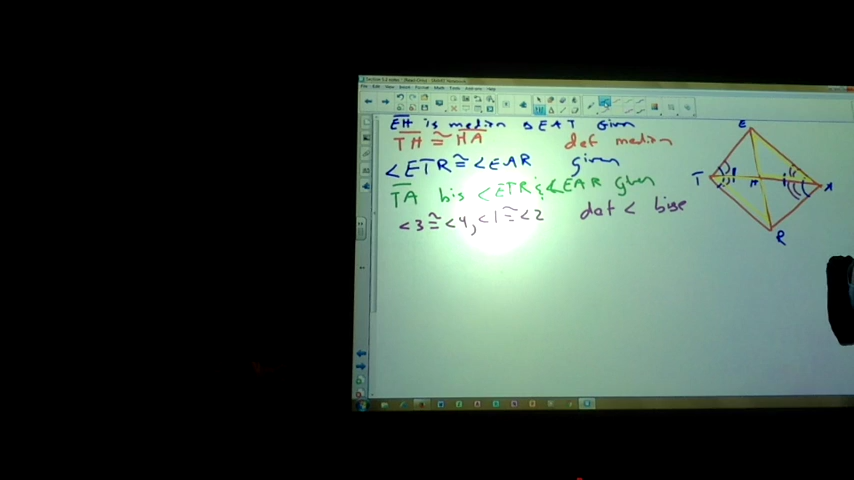 EH is median △ EAT Given
TH ≅ HA def median
<ETR ≅ <EAR given
TA bis <ETR & <EAR given
<3 ≅ <4, <1 ≅ <2 def < bise
E
T
H
A
R